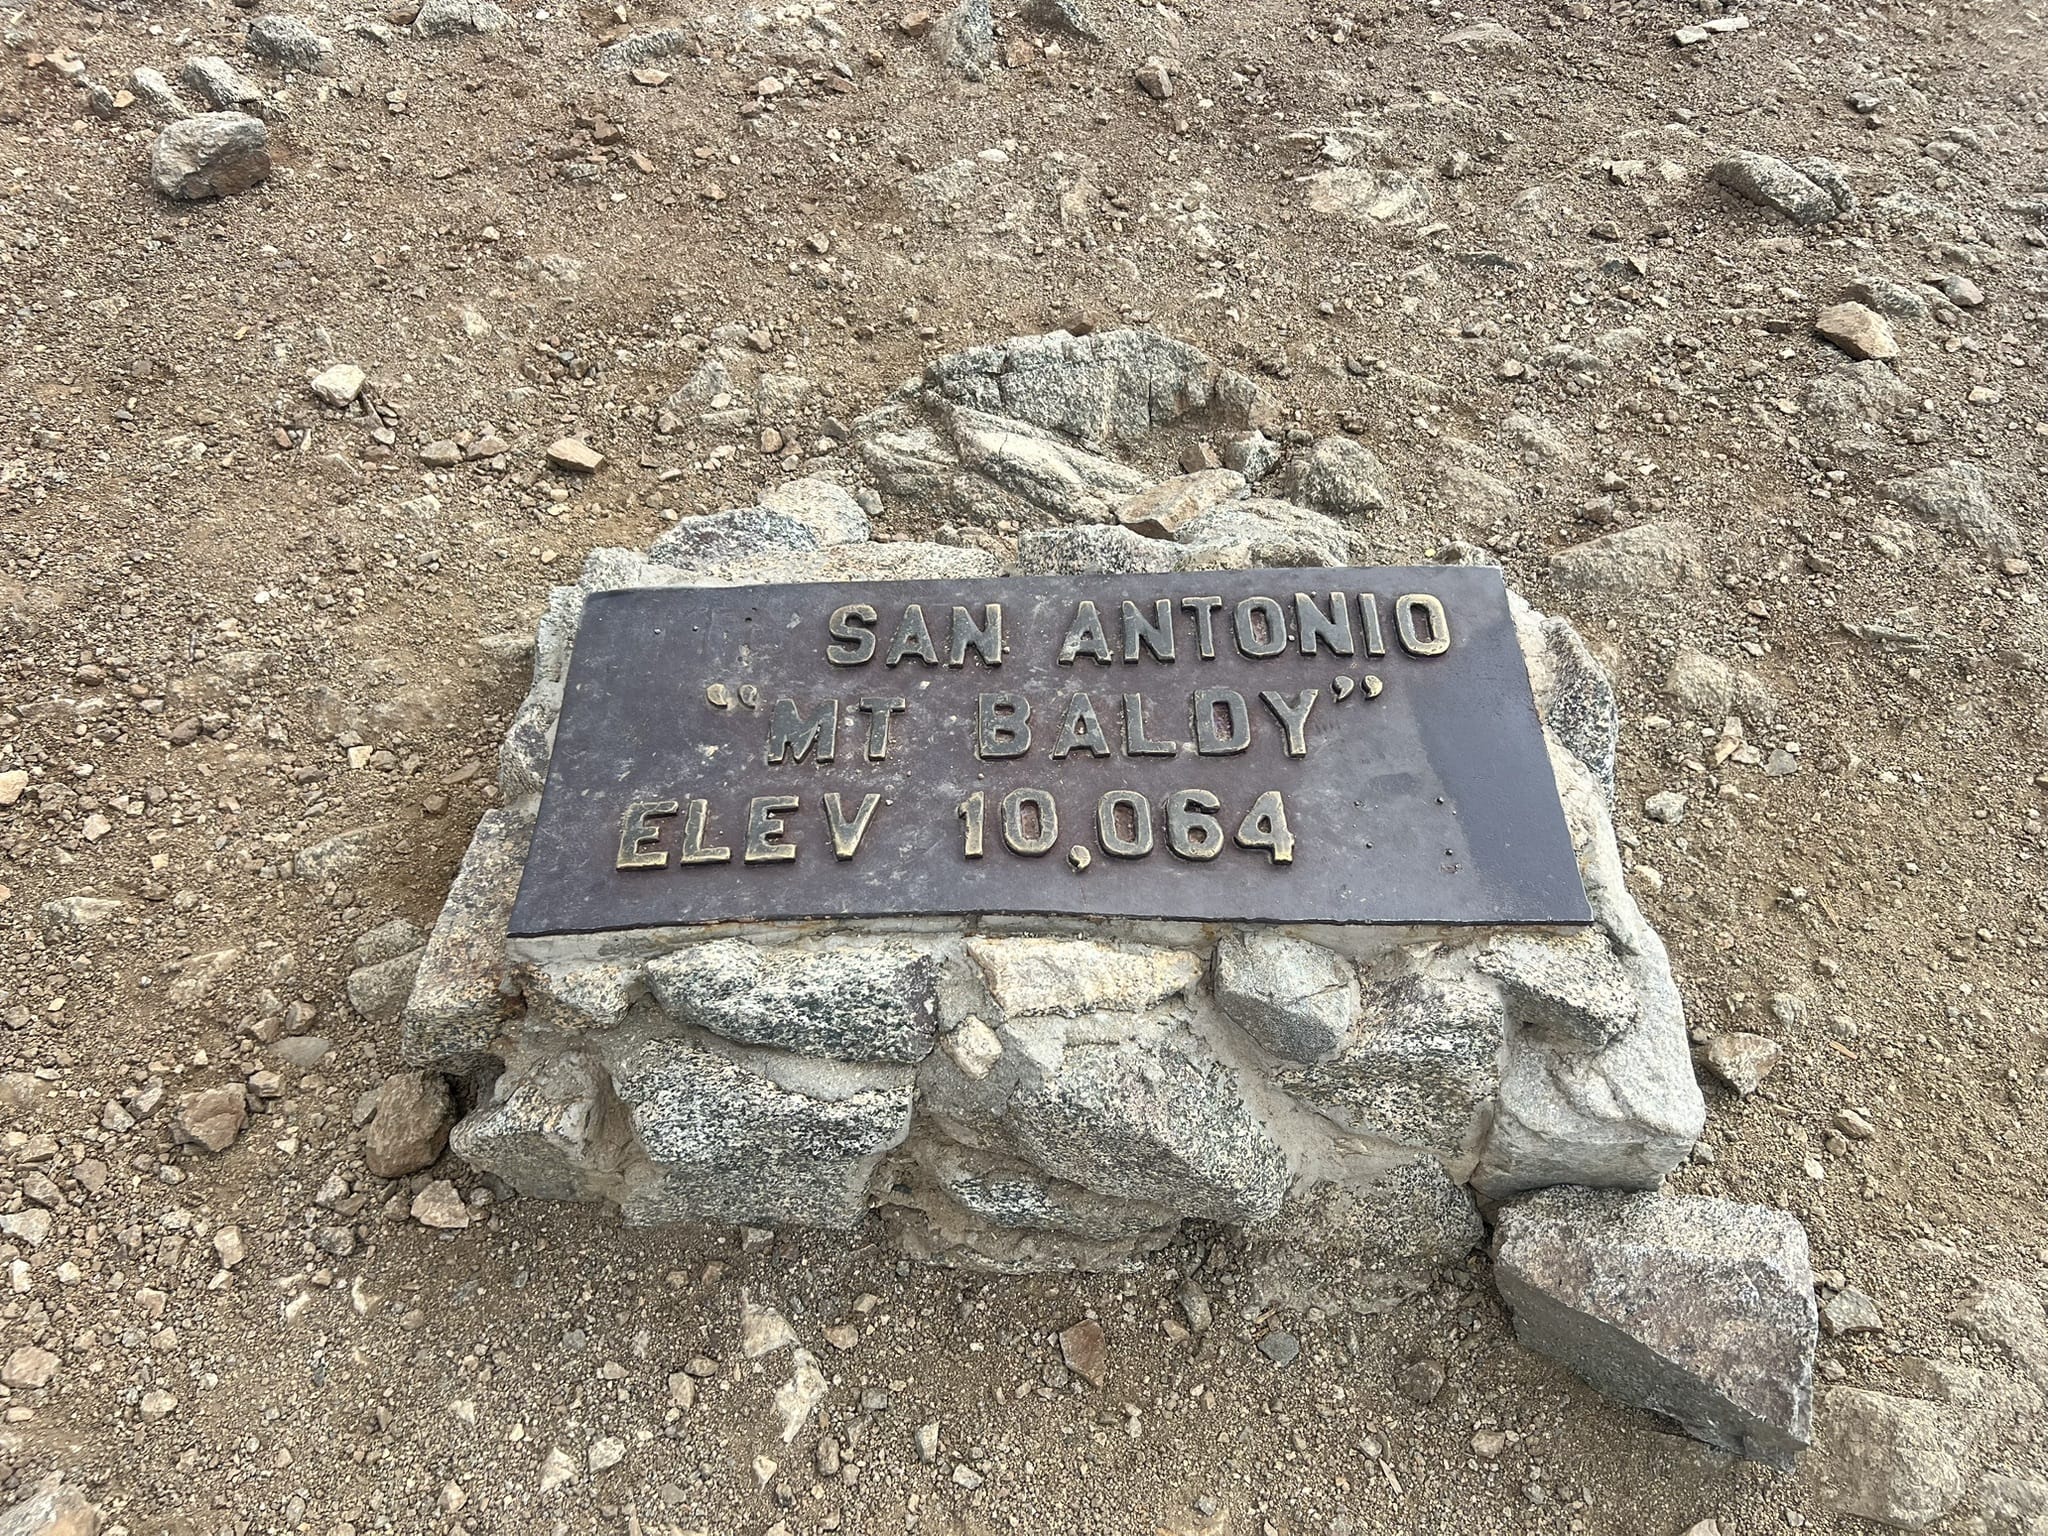 SAN ANTONIO
“MT BALDY”
ELEV 10,064